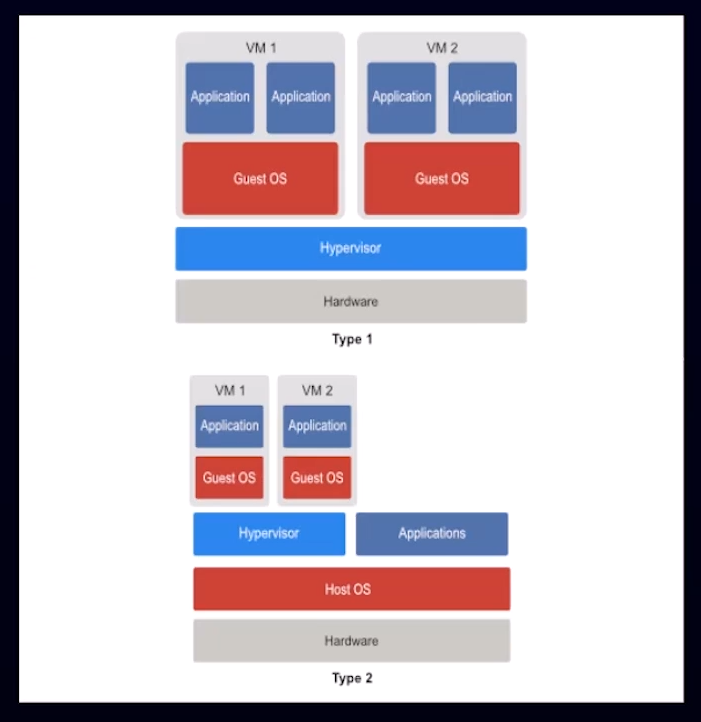 VM 1 VM 2
Application Application Application Application
Guest OS Guest OS
Hypervisor
Hardware
Type 1
VM 1 VM 2
Application Application
Guest OS Guest OS
Hypervisor Applications
Host OS
Hardware
Type 2